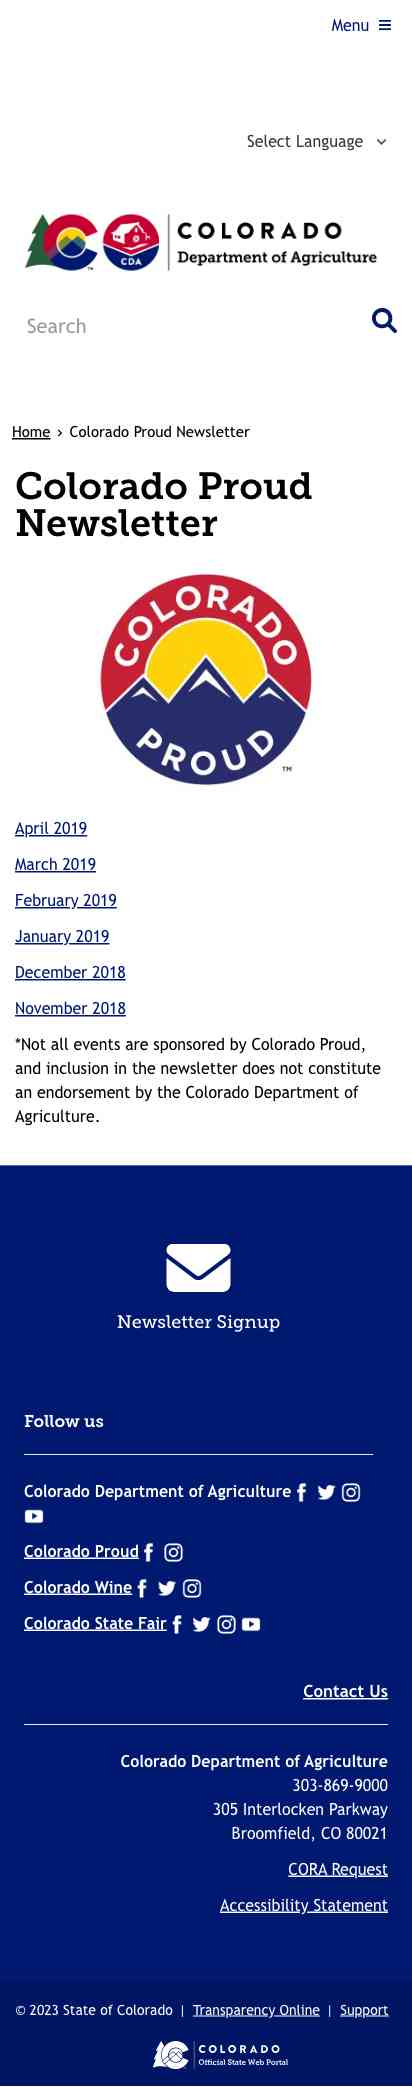 Menu
Select Language
CDA
COLORADO
Department of Agriculture
TM
Search
Home › Colorado Proud Newsletter
Colorado Proud
Newsletter
COLORADO
PROUD
TM
April 2019
March 2019
February 2019
January 2019
December 2018
November 2018
*Not all events are sponsored by Colorado Proud,
and inclusion in the newsletter does not constitute
an endorsement by the Colorado Department of
Agriculture.
Newsletter Signup
Follow us
Colorado Department of Agriculture
Colorado Proud
Colorado Wine
Colorado State Fair
Contact Us
Colorado Department of Agriculture
303-869-9000
305 Interlocken Parkway
Broomfield, CO 80021
CORA Request
Accessibility Statement
© 2023 State of Colorado | Transparency Online | Support
COLORADO
Official State Web Portal